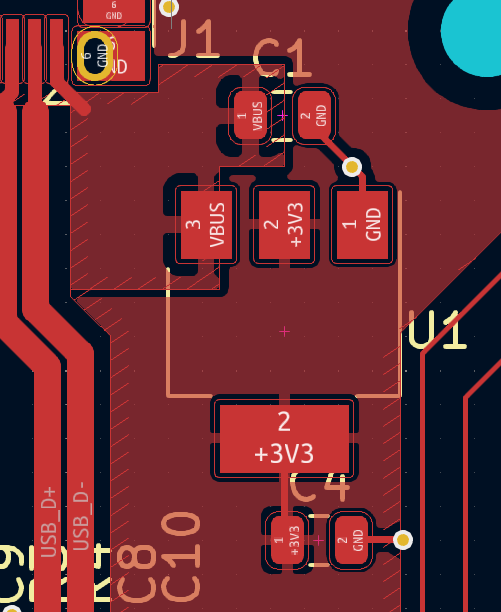 6
GND
J1
6
GND
ND
C1
1
VBUS
2
GND
3
VBUS
2
+3V3
1
GND
U1
2
+3V3
C4
1
+3V3
2
GND
USB_D+
USB_D-
C9
C8
C10